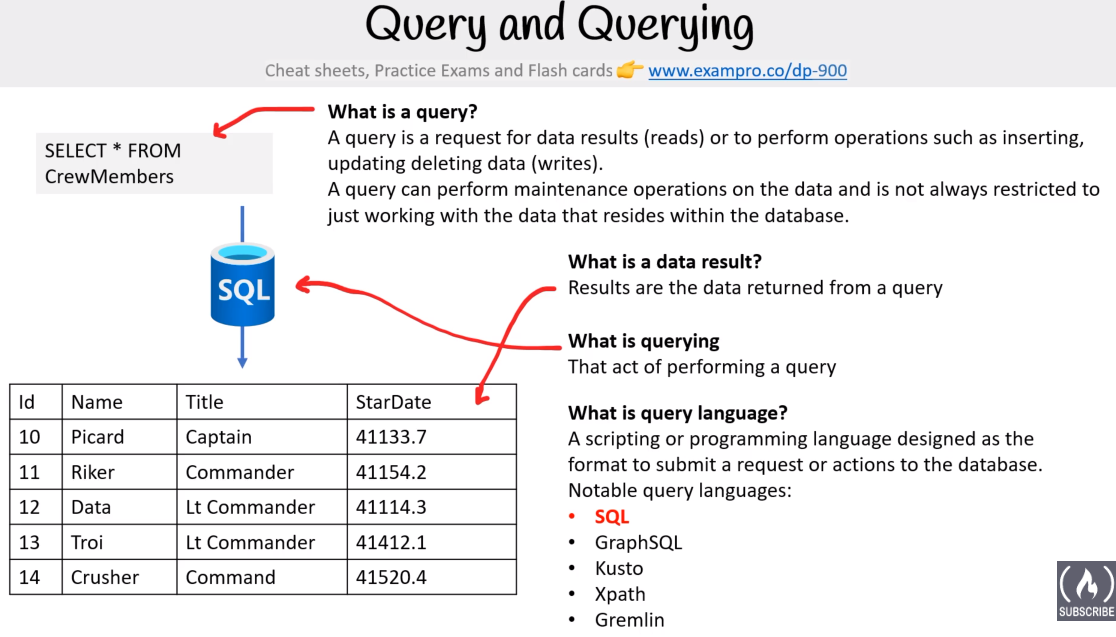 Query and Querying
Cheat sheets, Practice Exams and Flash cards 👉 www.exampro.co/dp-900
SELECT * FROM
CrewMembers
What is a query?
A query is a request for data results (reads) or to perform operations such as inserting,
updating deleting data (writes).
A query can perform maintenance operations on the data and is not always restricted to
just working with the data that resides within the database.
SQL
What is a data result?
Results are the data returned from a query
What is querying
That act of performing a query
Id Name Title StarDate
10 Picard Captain 41133.7
11 Riker Commander 41154.2
12 Data Lt Commander 41114.3
13 Troi Lt Commander 41412.1
14 Crusher Command 41520.4
What is query language?
A scripting or programming language designed as the
format to submit a request or actions to the database.
Notable query languages:
• SQL
• GraphSQL
• Kusto
• Xpath
• Gremlin
SUBSCRIBE